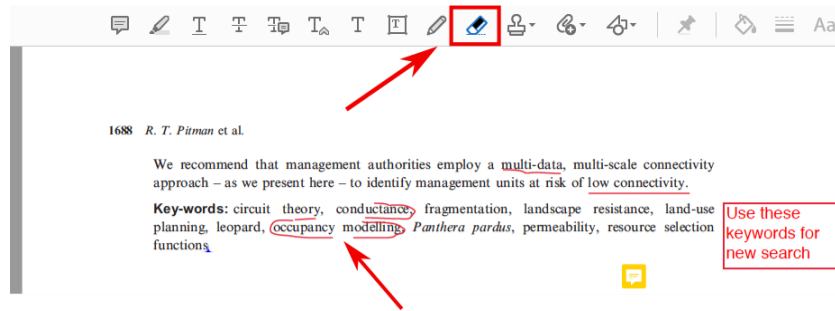 Aa
1688 R. T. Pitman et al.
We recommend that management authorities employ a multi-data, multi-scale connectivity
approach – as we present here – to identify management units at risk of low connectivity.
Key-words: circuit theory, conductance, fragmentation, landscape resistance, land-use
planning, leopard, occupancy modelling, Panthera pardus, permeability, resource selection
functions
Use these
keywords for
new search